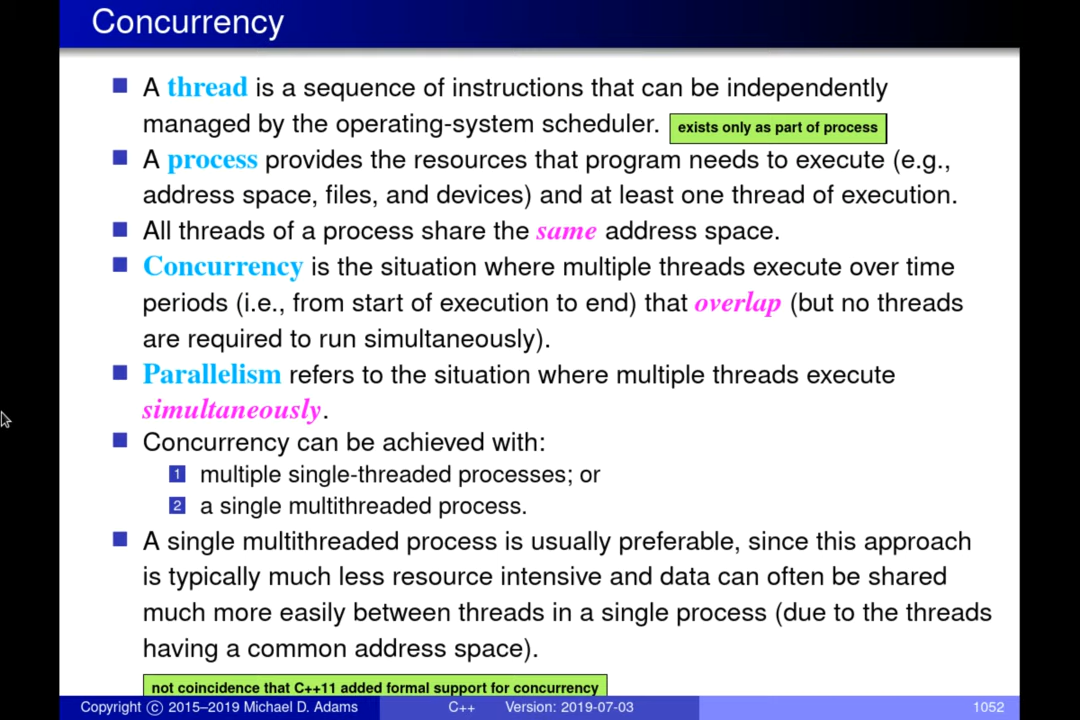 Concurrency
A thread is a sequence of instructions that can be independently
managed by the operating-system scheduler. exists only as part of process
A process provides the resources that program needs to execute (e.g.,
address space, files, and devices) and at least one thread of execution.
All threads of a process share the same address space.
Concurrency is the situation where multiple threads execute over time
periods (i.e., from start of execution to end) that overlap (but no threads
are required to run simultaneously).
Parallelism refers to the situation where multiple threads execute
simultaneously.
Concurrency can be achieved with:
1 multiple single-threaded processes; or
2 a single multithreaded process.
A single multithreaded process is usually preferable, since this approach
is typically much less resource intensive and data can often be shared
much more easily between threads in a single process (due to the threads
having a common address space).
not coincidence that C++11 added formal support for concurrency
Copyright © 2015–2019 Michael D. Adams C++ Version: 2019-07-03 1052